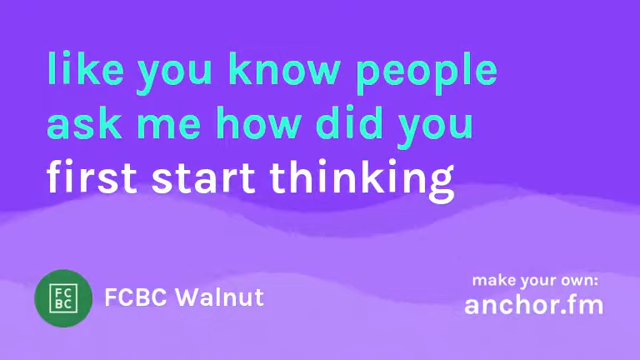 like you know people
ask me how did you
first start thinking
FC
BC
FCBC Walnut
make your own:
anchor.fm